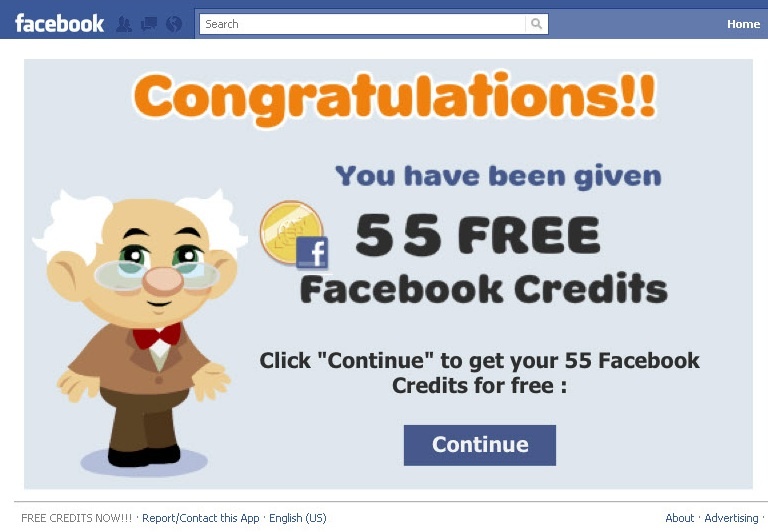 facebook Search Home
Congratulations!!
You have been given
f 55 FREE
Facebook Credits
Click "Continue" to get your 55 Facebook
Credits for free :
Continue
FREE CREDITS NOW!!! · Report/Contact this App · English (US) About · Advertising ·